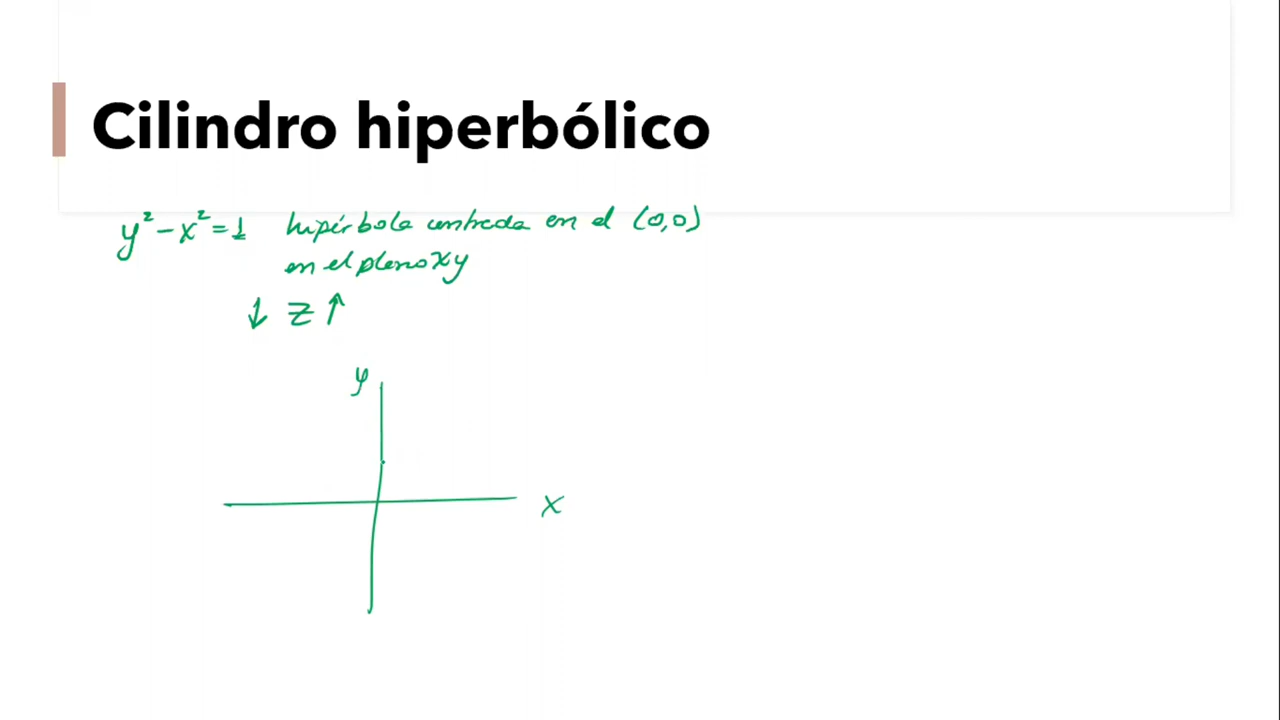 Cilindro hiperbólico
y² - x² = 1 hipérbola centrada en el (0,0)
en el plano xy
↓ Z ↑
y
x